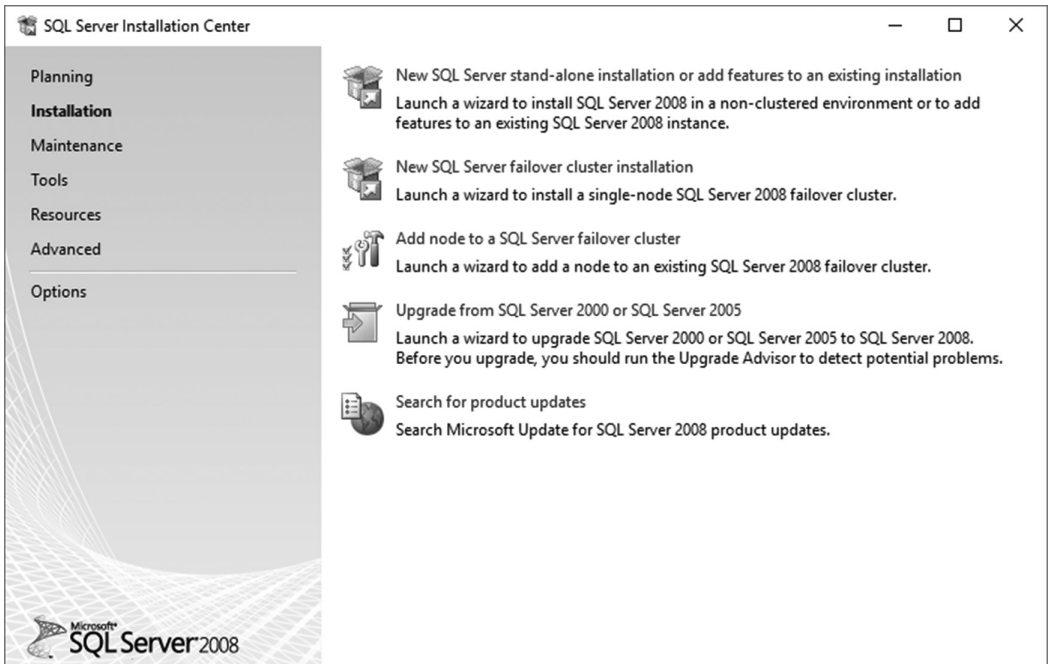 SQL Server Installation Center
Planning
Installation
Maintenance
Tools
Resources
Advanced
Options
New SQL Server stand-alone installation or add features to an existing installation
Launch a wizard to install SQL Server 2008 in a non-clustered environment or to add
features to an existing SQL Server 2008 instance.
New SQL Server failover cluster installation
Launch a wizard to install a single-node SQL Server 2008 failover cluster.
Add node to a SQL Server failover cluster
Launch a wizard to add a node to an existing SQL Server 2008 failover cluster.
Upgrade from SQL Server 2000 or SQL Server 2005
Launch a wizard to upgrade SQL Server 2000 or SQL Server 2005 to SQL Server 2008.
Before you upgrade, you should run the Upgrade Advisor to detect potential problems.
Search for product updates
Search Microsoft Update for SQL Server 2008 product updates.
Microsoft
SQL Server 2008